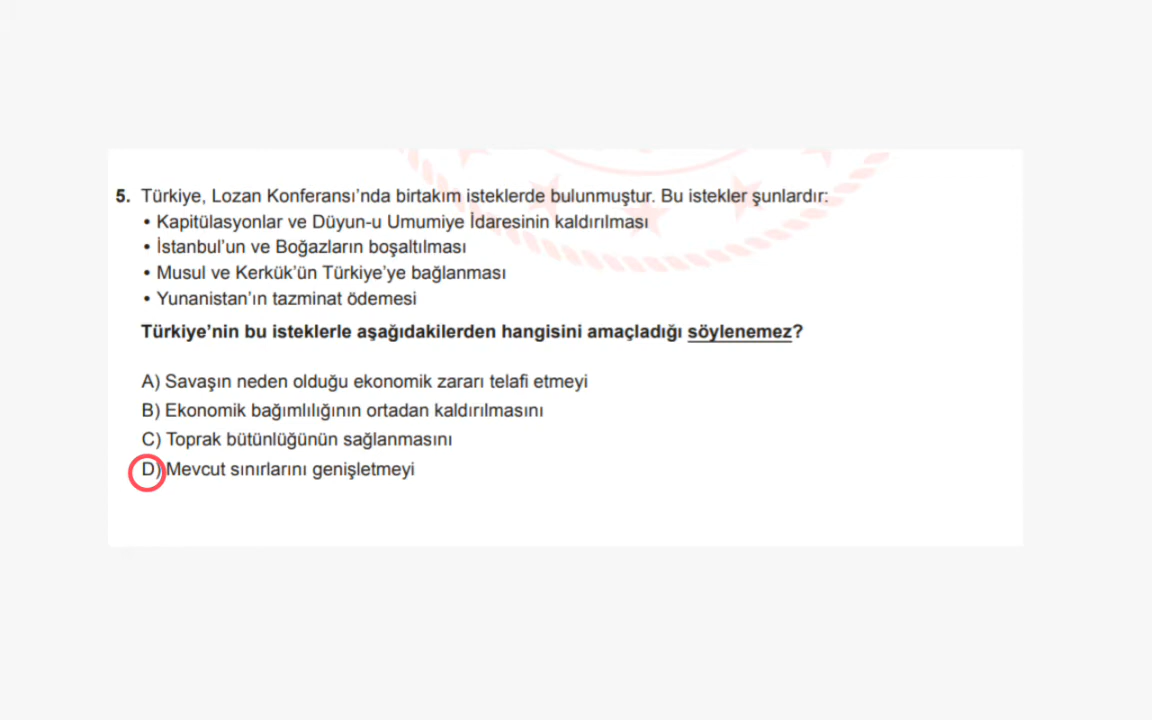 5. Türkiye, Lozan Konferansı'nda birtakım isteklerde bulunmuştur. Bu istekler şunlardır:
• Kapitülasyonlar ve Düyun-u Umumiye İdaresinin kaldırılması
• İstanbul'un ve Boğazların boşaltılması
• Musul ve Kerkük'ün Türkiye'ye bağlanması
• Yunanistan'ın tazminat ödemesi
Türkiye'nin bu isteklerle aşağıdakilerden hangisini amaçladığı söylenemez?
A) Savaşın neden olduğu ekonomik zararı telafi etmeyi
B) Ekonomik bağımlılığının ortadan kaldırılmasını
C) Toprak bütünlüğünün sağlanmasını
D) Mevcut sınırlarını genişletmeyi